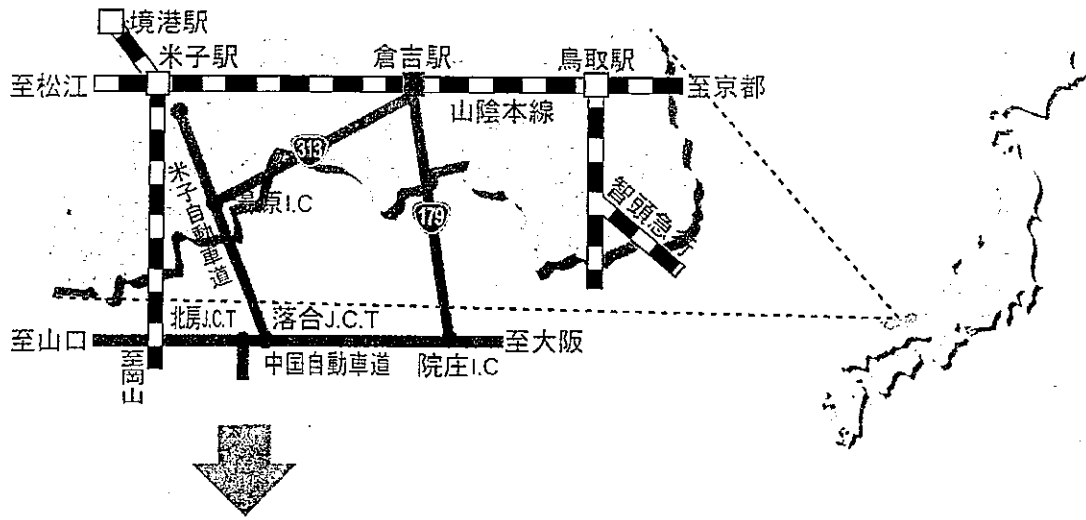 境港駅
米子駅
倉吉駅
鳥取駅
至松江
至京都
山陰本線
313
米子自動車道
原I.C
179
智頭急行
北房J.C.T
落合J.C.T
至山口
至大阪
中国自動車道
院庄I.C
至岡山